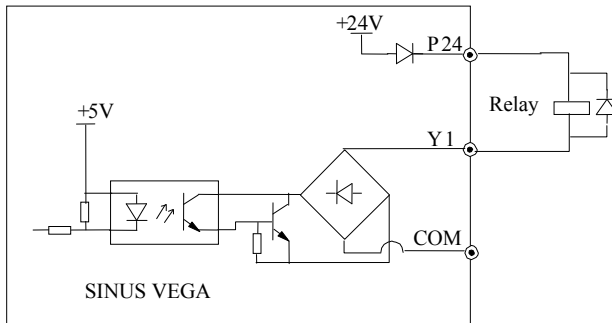 +24V
P24
+5V
Relay
Y1
COM
SINUS VEGA